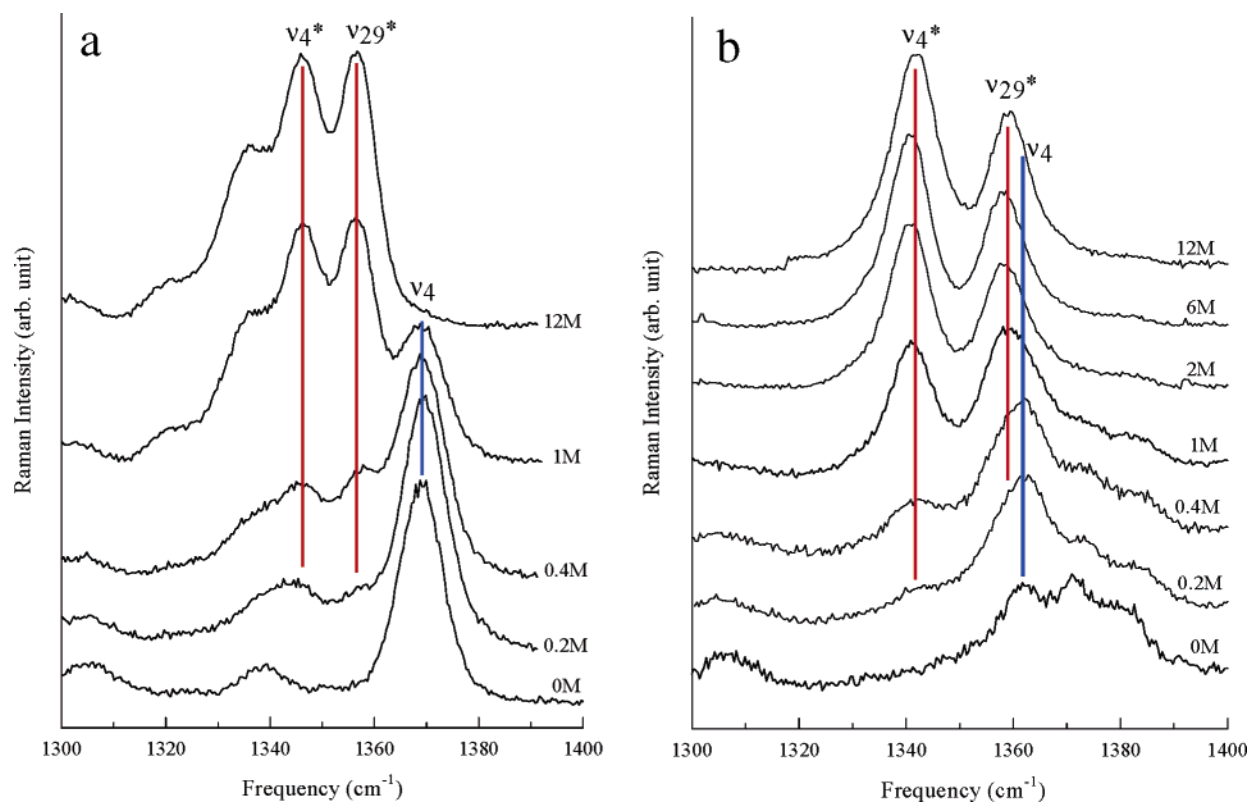 a
ν4*
ν29*
ν4
12M
1M
0.4M
0.2M
0M
Raman Intensity (arb. unit)
1300
1320
1340
1360
1380
1400
Frequency (cm⁻¹)
b
ν4*
ν29*
ν4
12M
6M
2M
1M
0.4M
0.2M
0M
Raman Intensity (arb. unit)
1300
1320
1340
1360
1380
1400
Frequency (cm⁻¹)